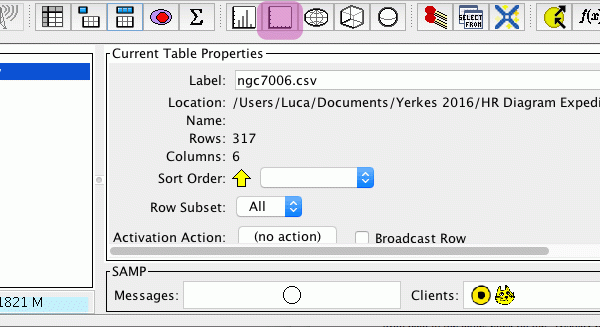 Σ
SELECT
FROM
f(x)
Current Table Properties
Label: ngc7006.csv
Location: /Users/Luca/Documents/Yerkes 2016/HR Diagram Expedi
Name:
Rows: 317
Columns: 6
Sort Order:
Row Subset: All
Activation Action: (no action) Broadcast Row
SAMP
1821 M
Messages: Clients: